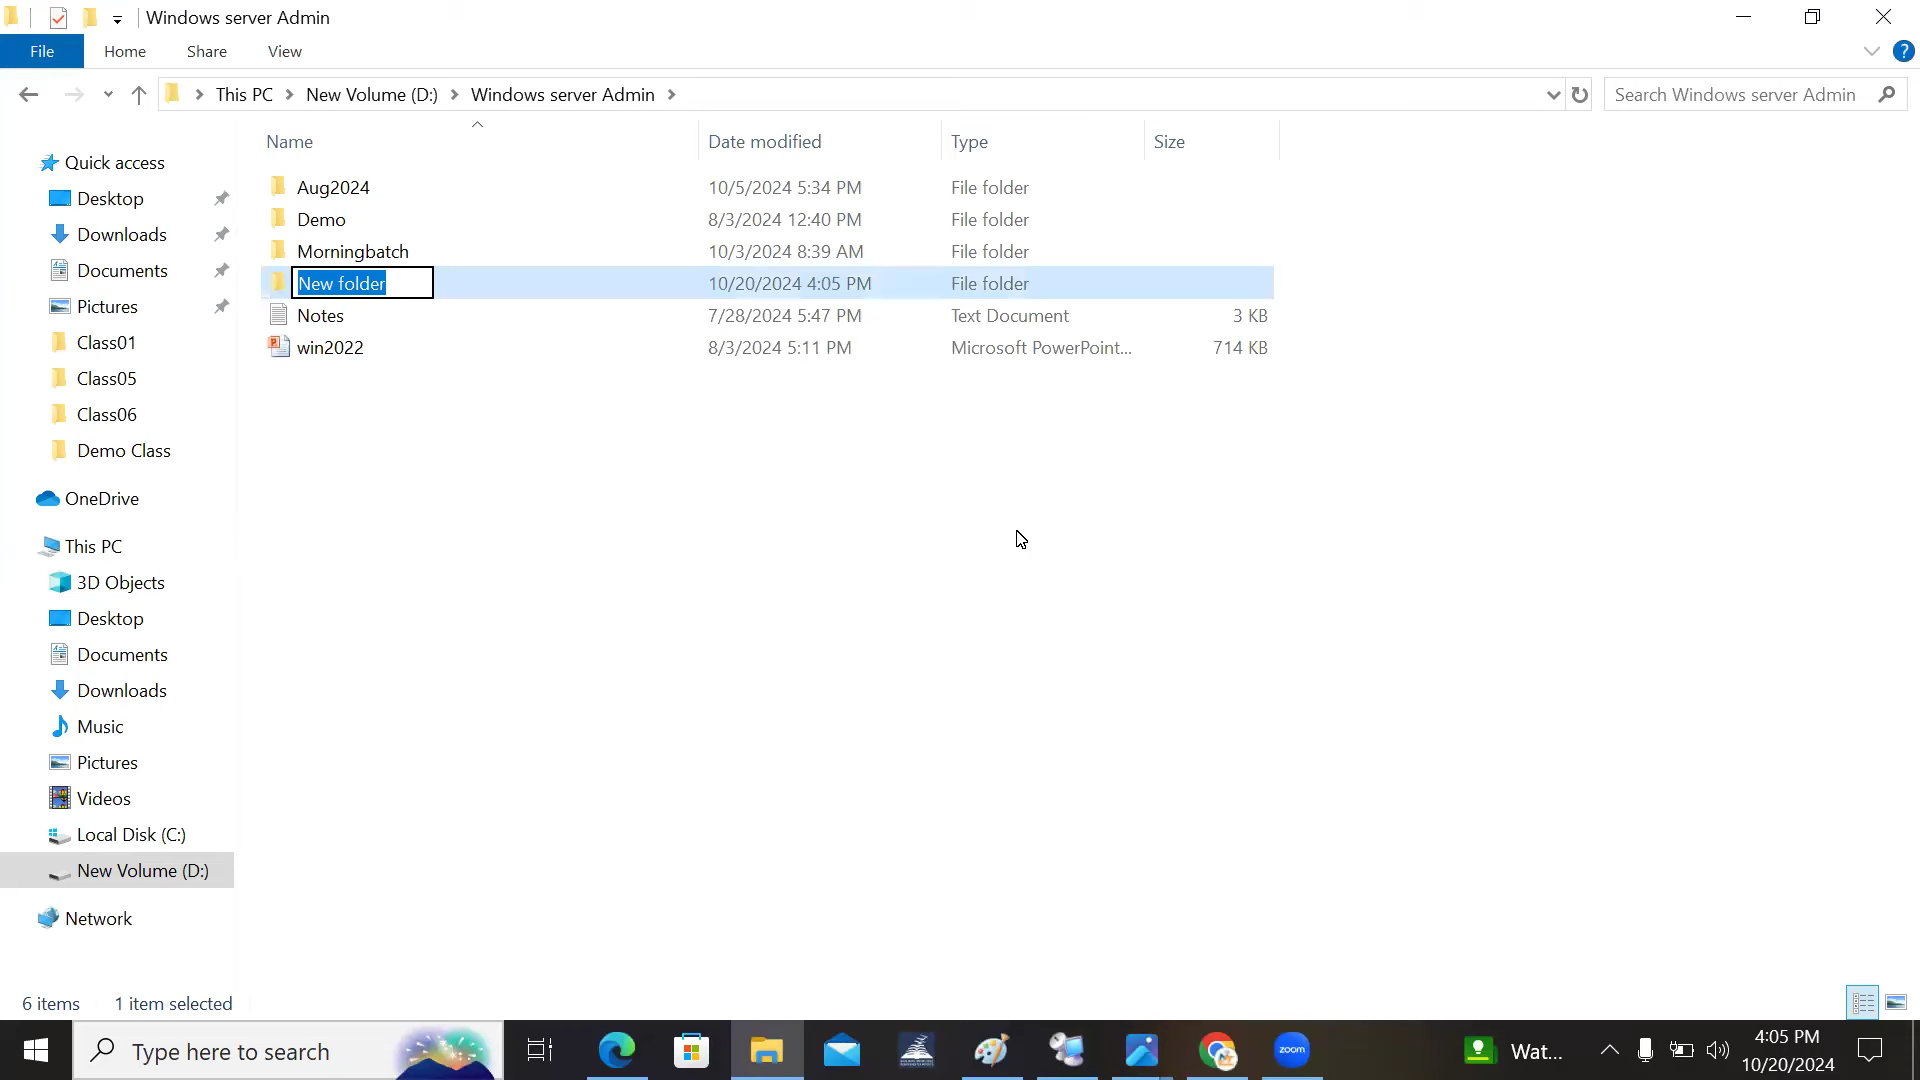 Windows server Admin
File Home Share View
This PC New Volume (D:) Windows server Admin
Search Windows server Admin
Name Date modified Type Size
Quick access
Desktop
Downloads
Documents
Pictures
Class01
Class05
Class06
Demo Class
OneDrive
This PC
3D Objects
Desktop
Documents
Downloads
Music
Pictures
Videos
Local Disk (C:)
New Volume (D:)
Network
Aug2024 10/5/2024 5:34 PM File folder
Demo 8/3/2024 12:40 PM File folder
Morningbatch 10/3/2024 8:39 AM File folder
New folder 10/20/2024 4:05 PM File folder
Notes 7/28/2024 5:47 PM Text Document 3 KB
win2022 8/3/2024 5:11 PM Microsoft PowerPoint... 714 KB
6 items 1 item selected
Type here to search
zoom
Wat...
4:05 PM
10/20/2024